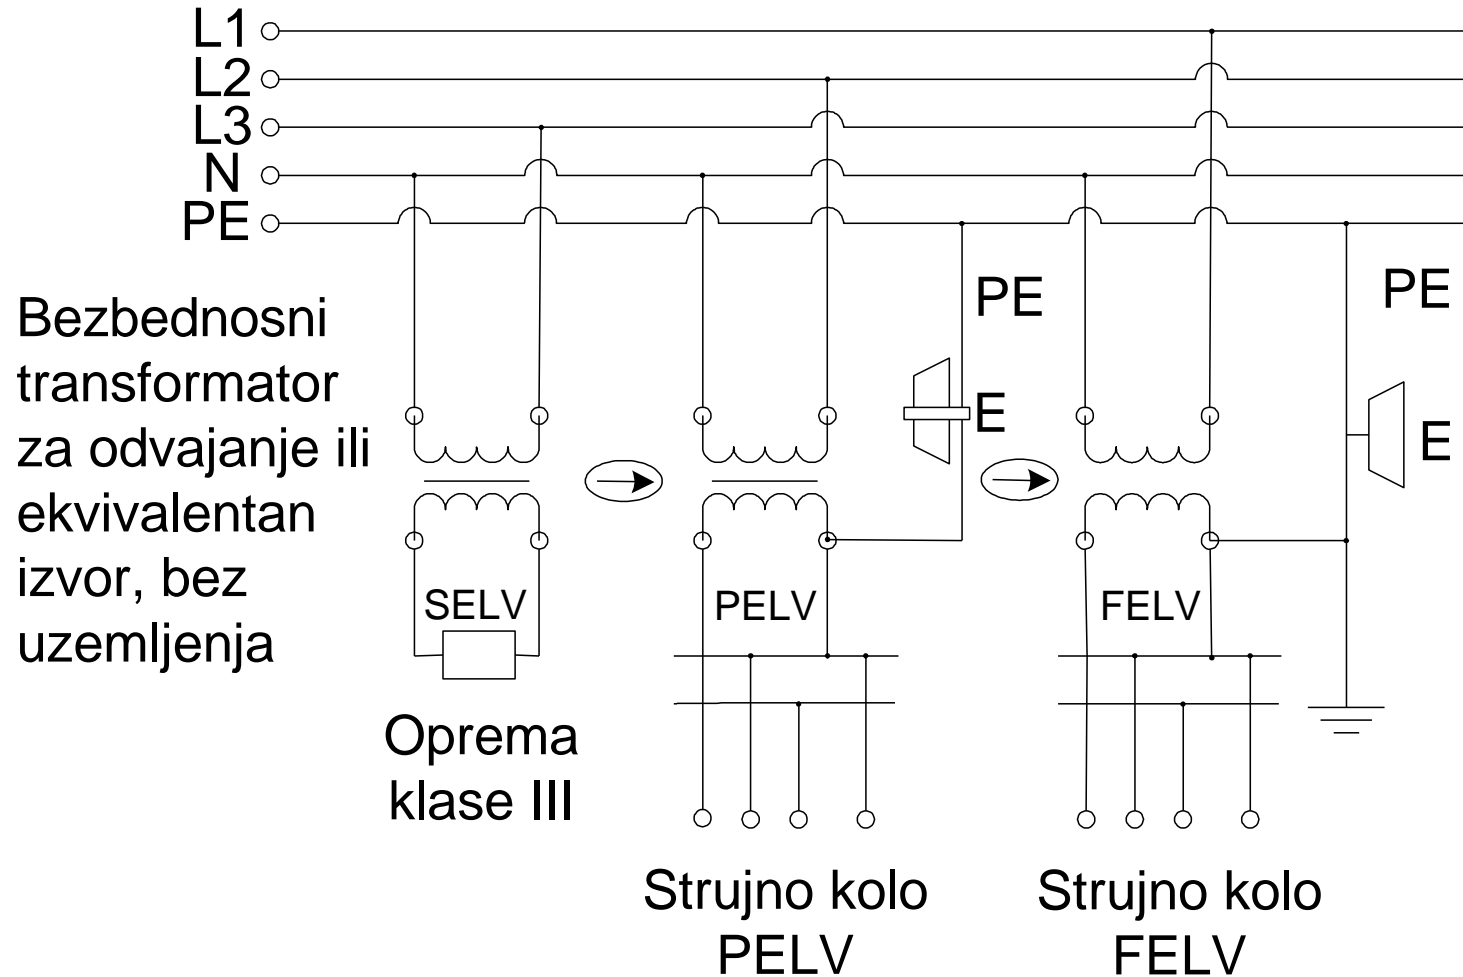 L1
L2
L3
N
PE
Bezbednosni
transformator
za odvajanje ili
ekvivalentan
izvor, bez
uzemljenja
PE
E
PE
E
SELV
PELV
FELV
Oprema
klase III
Strujno kolo
PELV
Strujno kolo
FELV